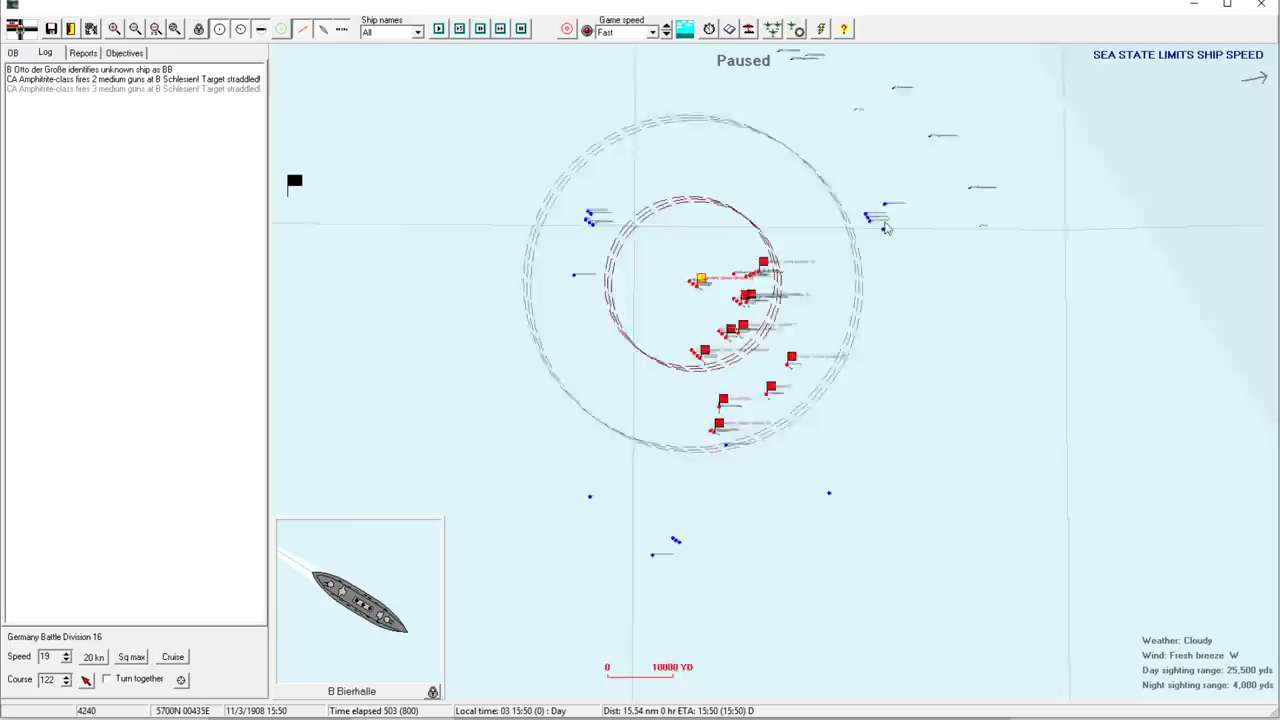 Ship names
All
Game speed
Fast
OB
Log
Reports
Objectives
B Otto der Große identifies unknown ship as BB
CA Amphitrite-class fires 2 medium guns at B Schlesien! Target straddled!
CA Amphitrite-class fires 3 medium guns at B Schlesien! Target straddled!
Paused
SEA STATE LIMITS SHIP SPEED
Germany Battle Division 16
Speed 19 20 kn Sq max Cruise
Course 122 Turn together
B Bierhalle
0 10000 YD
Weather: Cloudy
Wind: Fresh breeze W
Day sighting range: 25,500 yds
Night sighting range: 4,000 yds
4240
5700N 00435E
11/3/1908 15:50
Time elapsed 503 (800)
Local time: 03 15:50 (0) : Day
Dist: 15.54 nm 0 hr ETA: 15:50 (15:50) D